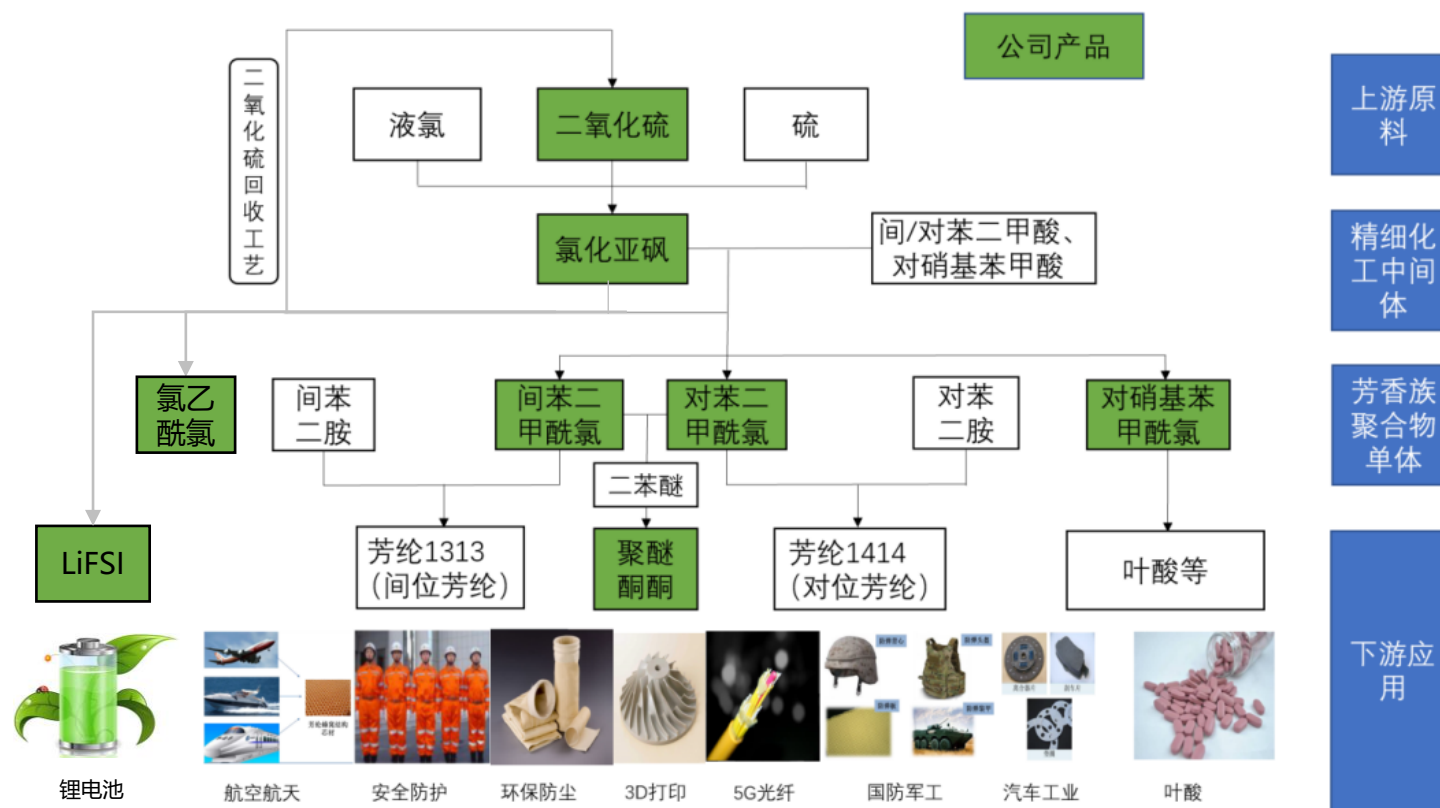 公司产品
二氧化硫回收工艺
液氯
二氧化硫
硫
上游原
料
氯化亚砜
间/对苯二甲酸、
对硝基苯甲酸
精细化
工中间
体
氯乙
酰氯
间苯
二胺
间苯二
甲酰氯
对苯二
甲酰氯
对苯
二胺
对硝基苯
甲酰氯
芳香族
聚合物
单体
二苯醚
LiFSI
芳纶1313
（间位芳纶）
聚醚
酮酮
芳纶1414
（对位芳纶）
叶酸等
下游应
用
芳纶蜂窝结构
芯材
锂电池
航空航天
安全防护
环保防尘
3D打印
5G光纤
国防军工
汽车工业
叶酸